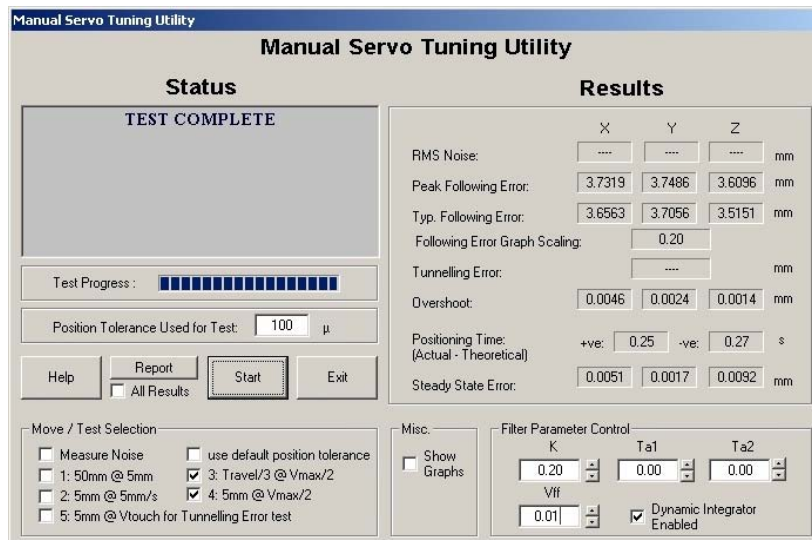 Manual Servo Tuning Utility
Manual Servo Tuning Utility
Status
TEST COMPLETE
Test Progress :
Position Tolerance Used for Test: 100 µ
Help
Report
All Results
Start
Exit
Results
X Y Z
RMS Noise: ---- ---- ---- mm
Peak Following Error: 3.7319 3.7486 3.6096 mm
Typ. Following Error: 3.6563 3.7056 3.5151 mm
Following Error Graph Scaling: 0.20
Tunnelling Error: ---- mm
Overshoot: 0.0046 0.0024 0.0014 mm
Positioning Time: +ve: 0.25 -ve: 0.27 s
(Actual - Theoretical)
Steady State Error: 0.0051 0.0017 0.0092 mm
Move / Test Selection
Measure Noise
use default position tolerance
1: 50mm @ 5mm
3: Travel/3 @ Vmax/2
2: 5mm @ 5mm/s
4: 5mm @ Vmax/2
5: 5mm @ Vtouch for Tunnelling Error test
Misc.
Show
Graphs
Filter Parameter Control
K Ta1 Ta2
0.20 0.00 0.00
Vff
0.01
Dynamic Integrator
Enabled